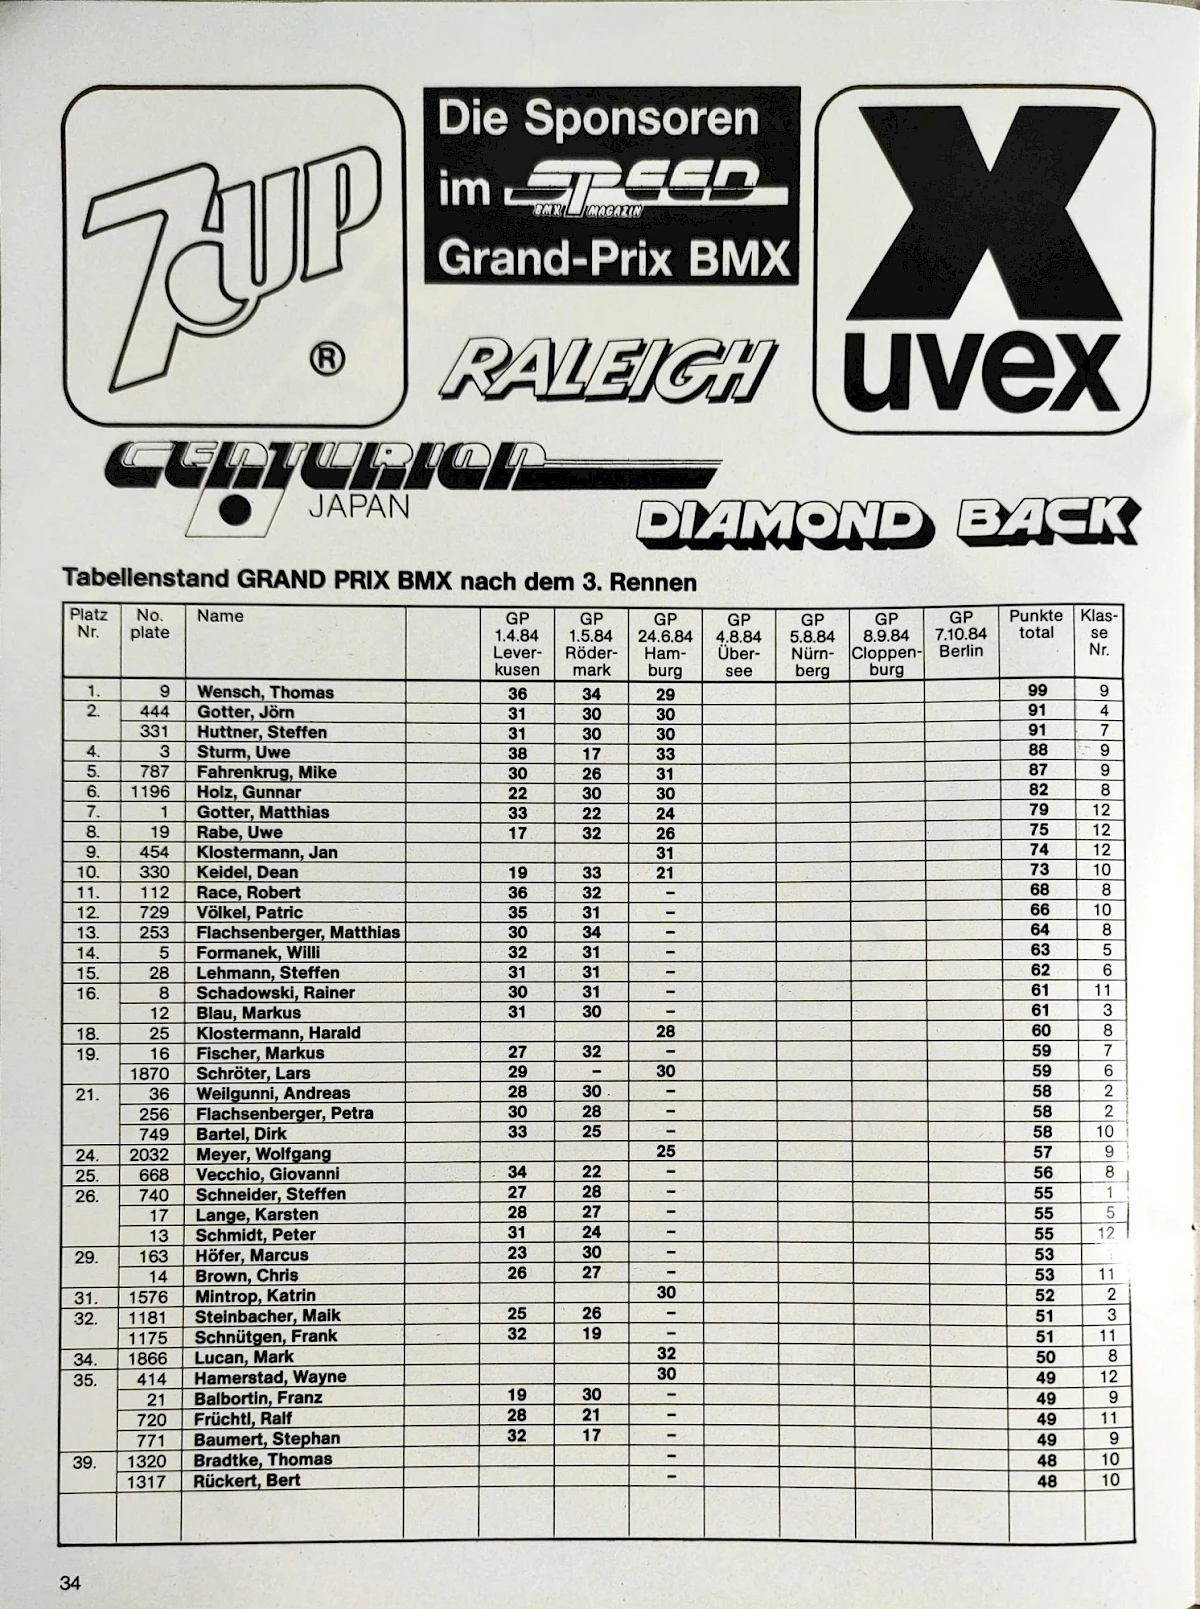 7UP
®
Die Sponsoren
im SPEED
BMX MAGAZIN
Grand-Prix BMX
X
uvex
RALEIGH
CENTURION
JAPAN
DIAMOND BACK
Tabellenstand GRAND PRIX BMX nach dem 3. Rennen
Platz Nr. No. plate Name GP 1.4.84 Lever-kusen GP 1.5.84 Röder-mark GP 24.6.84 Ham-burg GP 4.8.84 Über-see GP 5.8.84 Nürn-berg GP 8.9.84 Cloppen-burg GP 7.10.84 Berlin Punkte total Klas-se Nr.
1. 9 Wensch, Thomas 36 34 29 99 9
2. 444 Gotter, Jörn 31 30 30 91 4
331 Huttner, Steffen 31 30 30 91 7
4. 3 Sturm, Uwe 38 17 33 88 9
5. 787 Fahrenkrug, Mike 30 26 31 87 9
6. 1196 Holz, Gunnar 22 30 30 82 8
7. 1 Gotter, Matthias 33 22 24 79 12
8. 19 Rabe, Uwe 17 32 26 75 12
9. 454 Klostermann, Jan 31 74 12
10. 330 Keidel, Dean 19 33 21 73 10
11. 112 Race, Robert 36 32 – 68 8
12. 729 Völkel, Patric 35 31 – 66 10
13. 253 Flachsenberger, Matthias 30 34 – 64 8
14. 5 Formanek, Willi 32 31 – 63 5
15. 28 Lehmann, Steffen 31 31 – 62 6
16. 8 Schadowski, Rainer 30 31 – 61 11
12 Blau, Markus 31 30 – 61 3
18. 25 Klostermann, Harald 28 60 8
19. 16 Fischer, Markus 27 32 – 59 7
1870 Schröter, Lars 29 – 30 59 6
21. 36 Weilgunni, Andreas 28 30 – 58 2
256 Flachsenberger, Petra 30 28 – 58 2
749 Bartel, Dirk 33 25 – 58 10
24. 2032 Meyer, Wolfgang 25 57 9
25. 668 Vecchio, Giovanni 34 22 – 56 8
26. 740 Schneider, Steffen 27 28 – 55 1
17 Lange, Karsten 28 27 – 55 5
13 Schmidt, Peter 31 24 – 55 12
29. 163 Höfer, Marcus 23 30 – 53
14 Brown, Chris 26 27 – 53 11
31. 1576 Mintrop, Katrin 30 52 2
32. 1181 Steinbacher, Maik 25 26 – 51 3
1175 Schnütgen, Frank 32 19 – 51 11
34. 1866 Lucan, Mark 32 50 8
35. 414 Hamerstad, Wayne 30 49 12
21 Balbortin, Franz 19 30 – 49 9
720 Früchtl, Ralf 28 21 – 49 11
771 Baumert, Stephan 32 17 – 49 9
39. 1320 Bradtke, Thomas – 48 10
1317 Rückert, Bert – 48 10
34